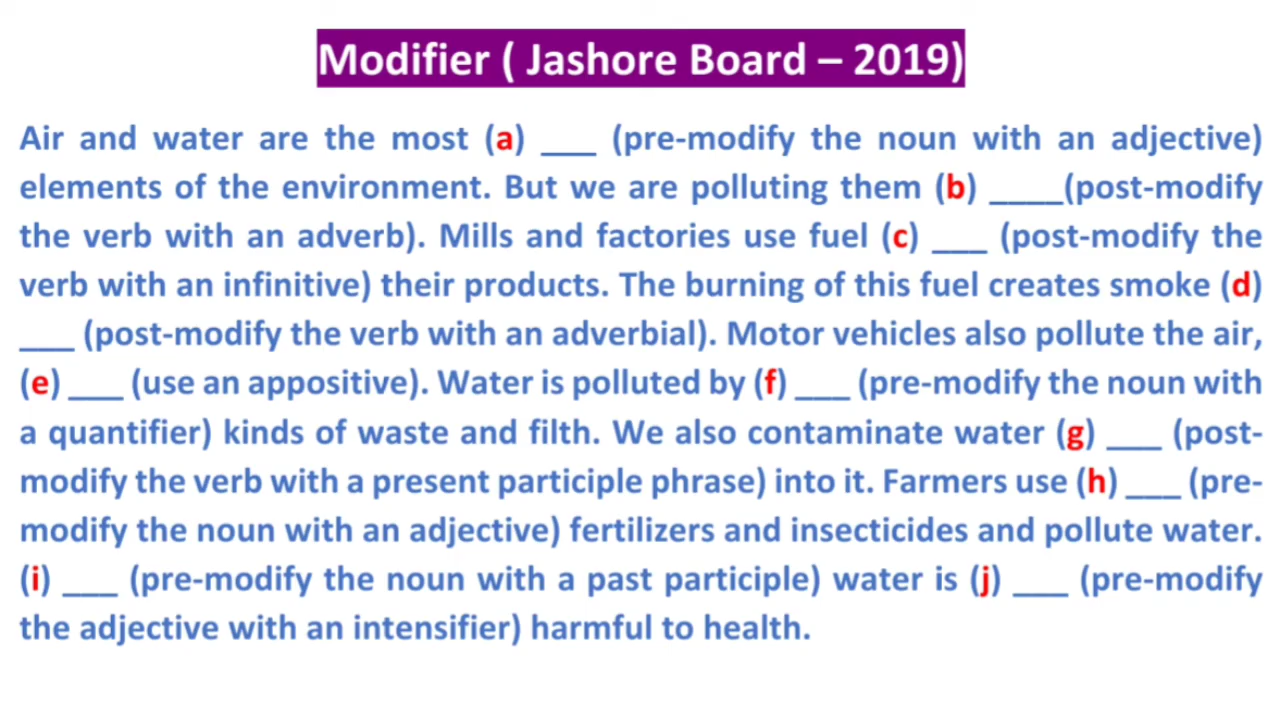 Modifier ( Jashore Board – 2019)
Air and water are the most (a) ___ (pre-modify the noun with an adjective)
elements of the environment. But we are polluting them (b) ____(post-modify
the verb with an adverb). Mills and factories use fuel (c) ___ (post-modify the
verb with an infinitive) their products. The burning of this fuel creates smoke (d)
___ (post-modify the verb with an adverbial). Motor vehicles also pollute the air,
(e) ___ (use an appositive). Water is polluted by (f) ___ (pre-modify the noun with
a quantifier) kinds of waste and filth. We also contaminate water (g) ___ (post-
modify the verb with a present participle phrase) into it. Farmers use (h) ___ (pre-
modify the noun with an adjective) fertilizers and insecticides and pollute water.
(i) ___ (pre-modify the noun with a past participle) water is (j) ___ (pre-modify
the adjective with an intensifier) harmful to health.